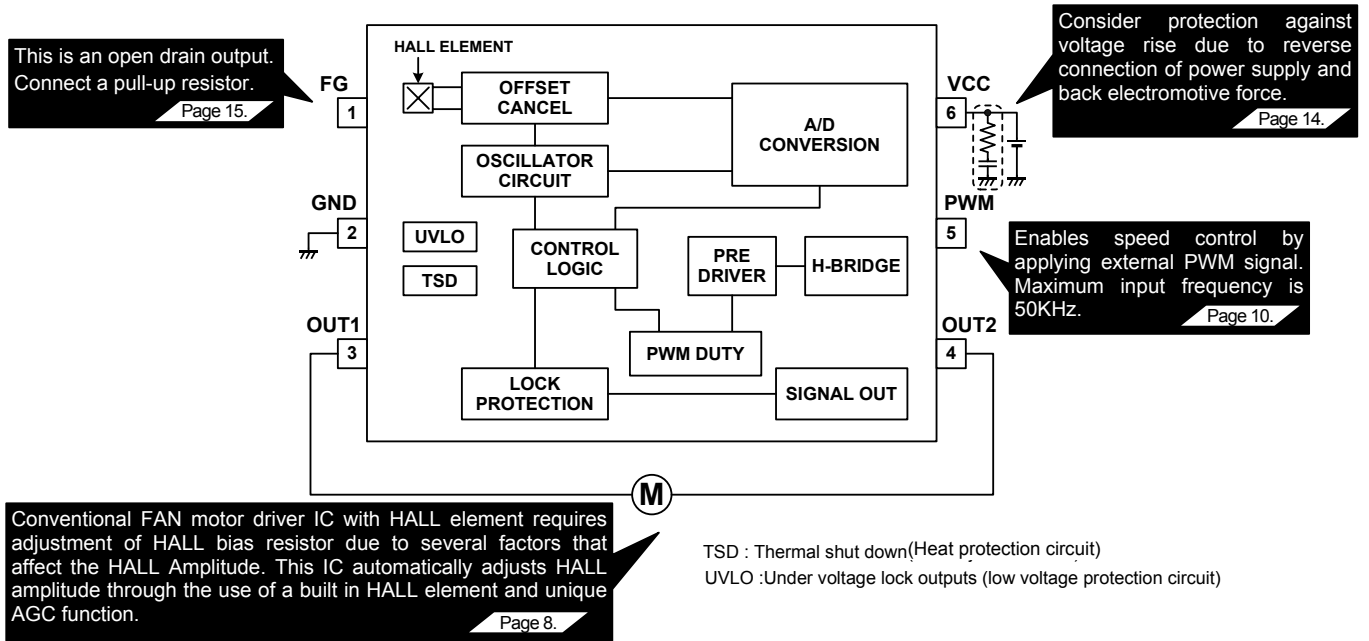 This is an open drain output.
Connect a pull-up resistor.
Page 15.
HALL ELEMENT
FG
1
OFFSET
CANCEL
A/D
CONVERSION
VCC
6
Consider protection against
voltage rise due to reverse
connection of power supply and
back electromotive force.
Page 14.
OSCILLATOR
CIRCUIT
GND
2
UVLO
TSD
CONTROL
LOGIC
PRE
DRIVER
H-BRIDGE
PWM
5
Enables speed control by
applying external PWM signal.
Maximum input frequency is
50KHz.
Page 10.
OUT1
3
PWM DUTY
OUT2
4
LOCK
PROTECTION
SIGNAL OUT
M
Conventional FAN motor driver IC with HALL element requires
adjustment of HALL bias resistor due to several factors that
affect the HALL Amplitude. This IC automatically adjusts HALL
amplitude through the use of a built in HALL element and unique
AGC function.
Page 8.
TSD : Thermal shut down(Heat protection circuit)
UVLO :Under voltage lock outputs (low voltage protection circuit)